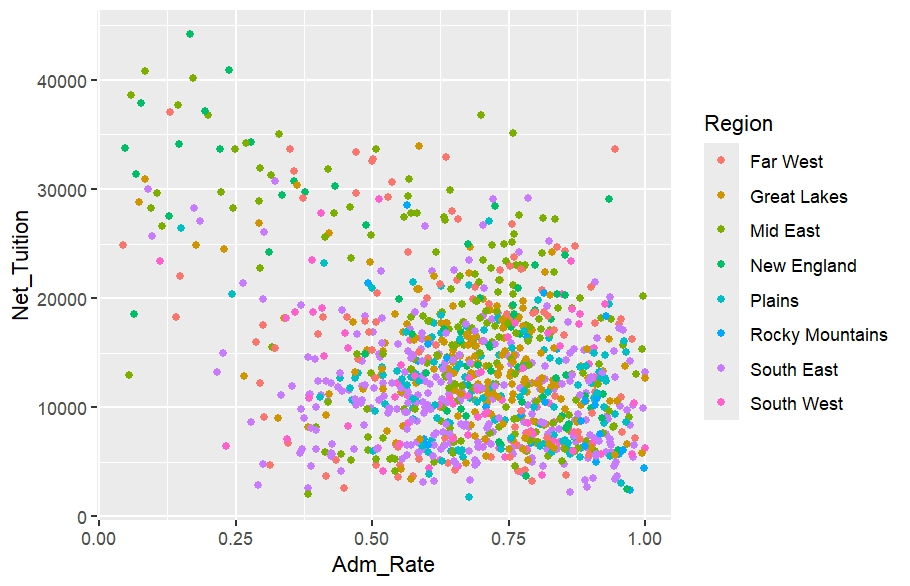 Net_Tuition
40000
30000
20000
10000
0
0.00 0.25 0.50 0.75 1.00
Adm_Rate
Region
Far West
Great Lakes
Mid East
New England
Plains
Rocky Mountains
South East
South West